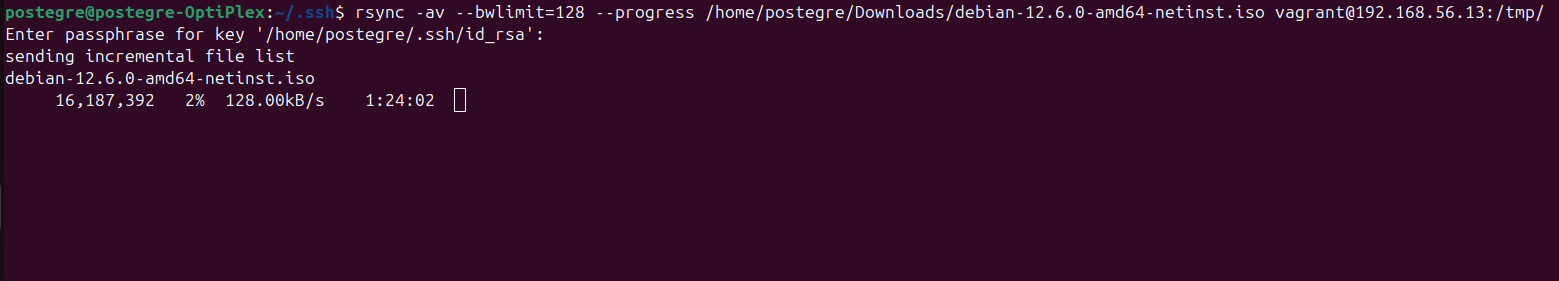 postegre@postegre-OptiPlex:~/.ssh$ rsync -av --bwlimit=128 --progress /home/postegre/Downloads/debian-12.6.0-amd64-netinst.iso vagrant@192.168.56.13:/tmp/
Enter passphrase for key '/home/postegre/.ssh/id_rsa':
sending incremental file list
debian-12.6.0-amd64-netinst.iso
     16,187,392   2%  128.00kB/s    1:24:02